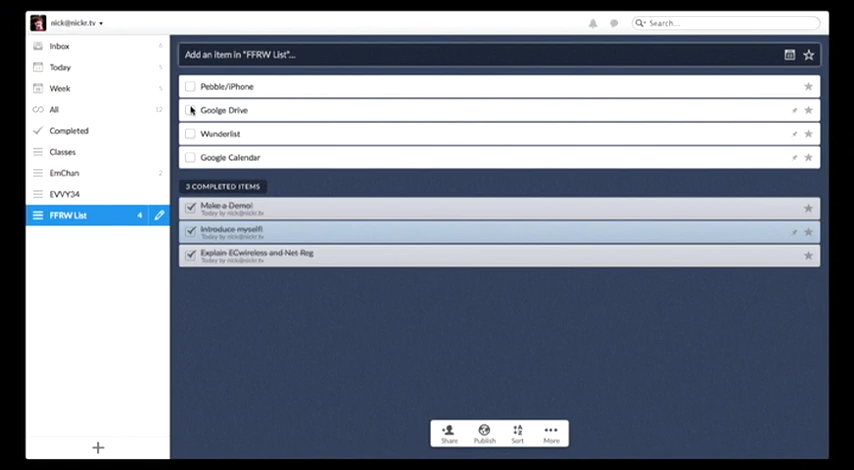 nick@nickr.tv
Search...
Inbox 6
Today 5
Week 5
All 12
Completed
Classes
EmChan 2
EVVY34
FFRW List 4
Add an item in "FFRW List"...
Pebble/iPhone
Goolge Drive
Wunderlist
Google Calendar
3 COMPLETED ITEMS
Make a Demo!
Today by nick@nickr.tv
Introduce myself!
Today by nick@nickr.tv
Explain ECwireless and Net Reg
Today by nick@nickr.tv
Share Publish Sort More